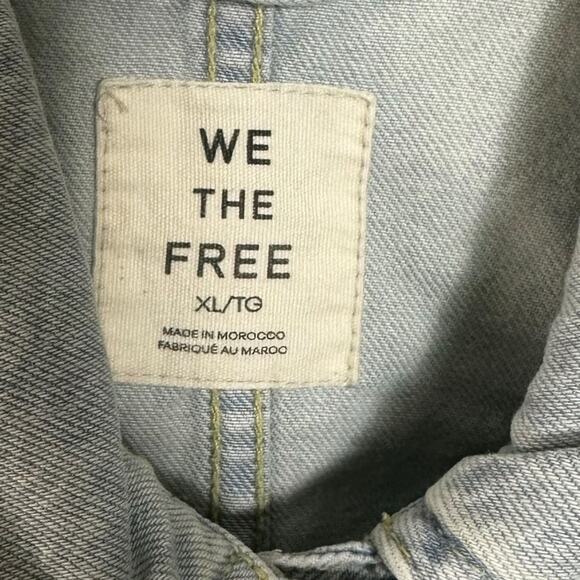 WE
THE
FREE
XL/TG
MADE IN MOROCCO
FABRIQUÉ AU MAROC